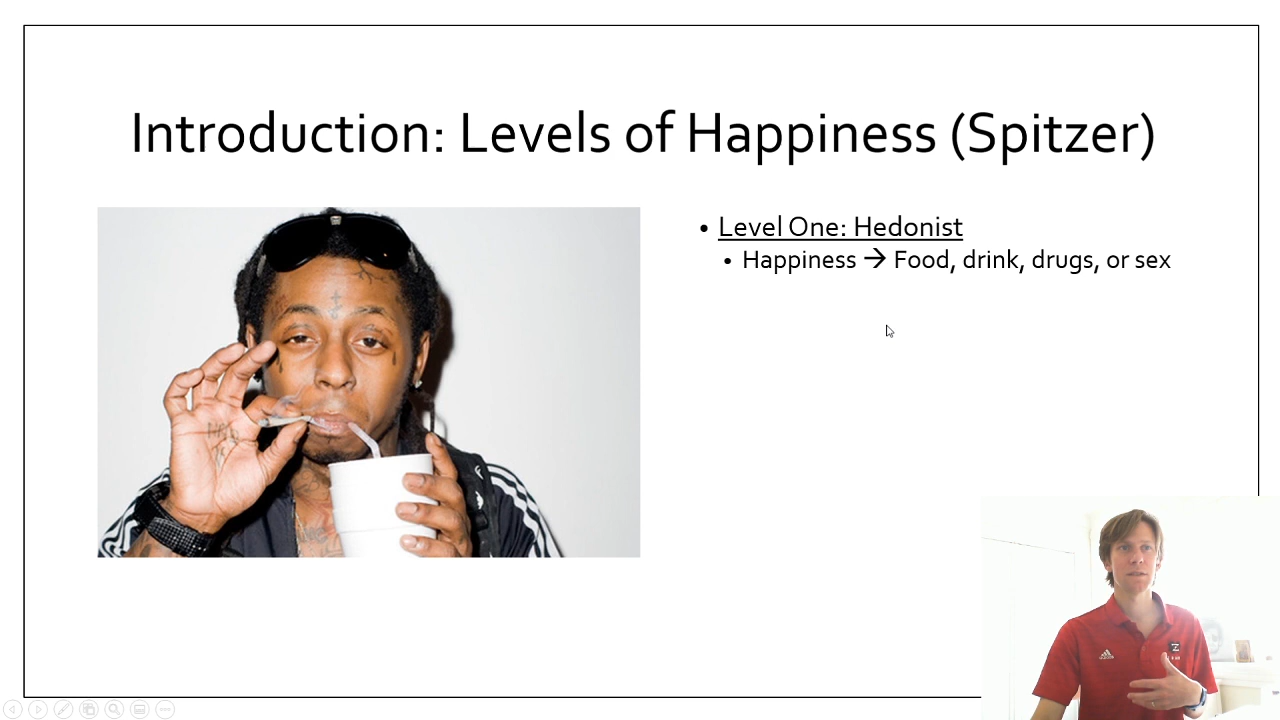 Introduction: Levels of Happiness (Spitzer)
• Level One: Hedonist
• Happiness → Food, drink, drugs, or sex